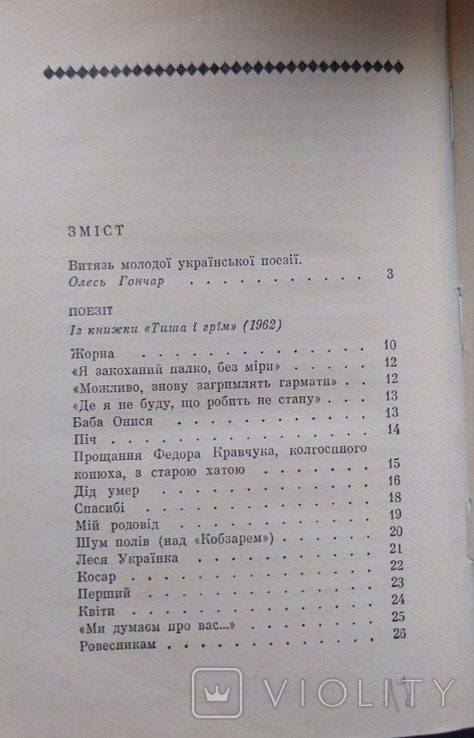 ЗМІСТ
Витязь молодої української поезії.
Олесь Гончар . . . . . . . . . . . 3
ПОЕЗІЇ
Із книжки «Тиша і грім» (1962)
Жорна . . . . . . . . . . . . . . 10
«Я закоханий палко, без міри» . . . . 12
«Можливо, знову загримлять гармати» . . 12
«Де я не буду, що робить не стану» . . . 13
Баба Онися . . . . . . . . . . . . 13
Піч . . . . . . . . . . . . . . . 14
Прощання Федора Кравчука, колгоспного
конюха, з старою хатою . . . . . . . 15
Дід умер . . . . . . . . . . . . . 16
Спасибі . . . . . . . . . . . . . 18
Мій родовід . . . . . . . . . . . . 19
Шум полів (над «Кобзарем») . . . . . . 20
Леся Українка . . . . . . . . . . . 21
Косар . . . . . . . . . . . . . . 22
Перший . . . . . . . . . . . . . . 23
Квіти . . . . . . . . . . . . . . 24
«Ми думаєм про вас...» . . . . . . . . 25
Ровесникам . . . . . . . . . . . . 26
VIOLITY